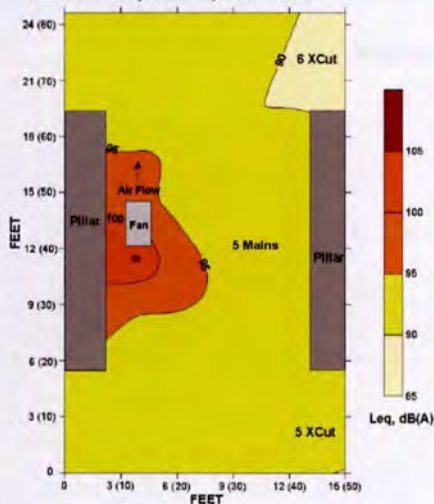 24 (80)
21 (70)
18 (60)
15 (50)
12 (40)
9 (30)
6 (20)
3 (10)
0
FEET
90
6 XCut
95
Air Flow
Pillar
100
Fan
5 Mains
Pillar
95
5 XCut
0
3 (10)
6 (20)
9 (30)
12 (40)
15 (50)
FEET
105
100
95
90
85
Leq, dB(A)